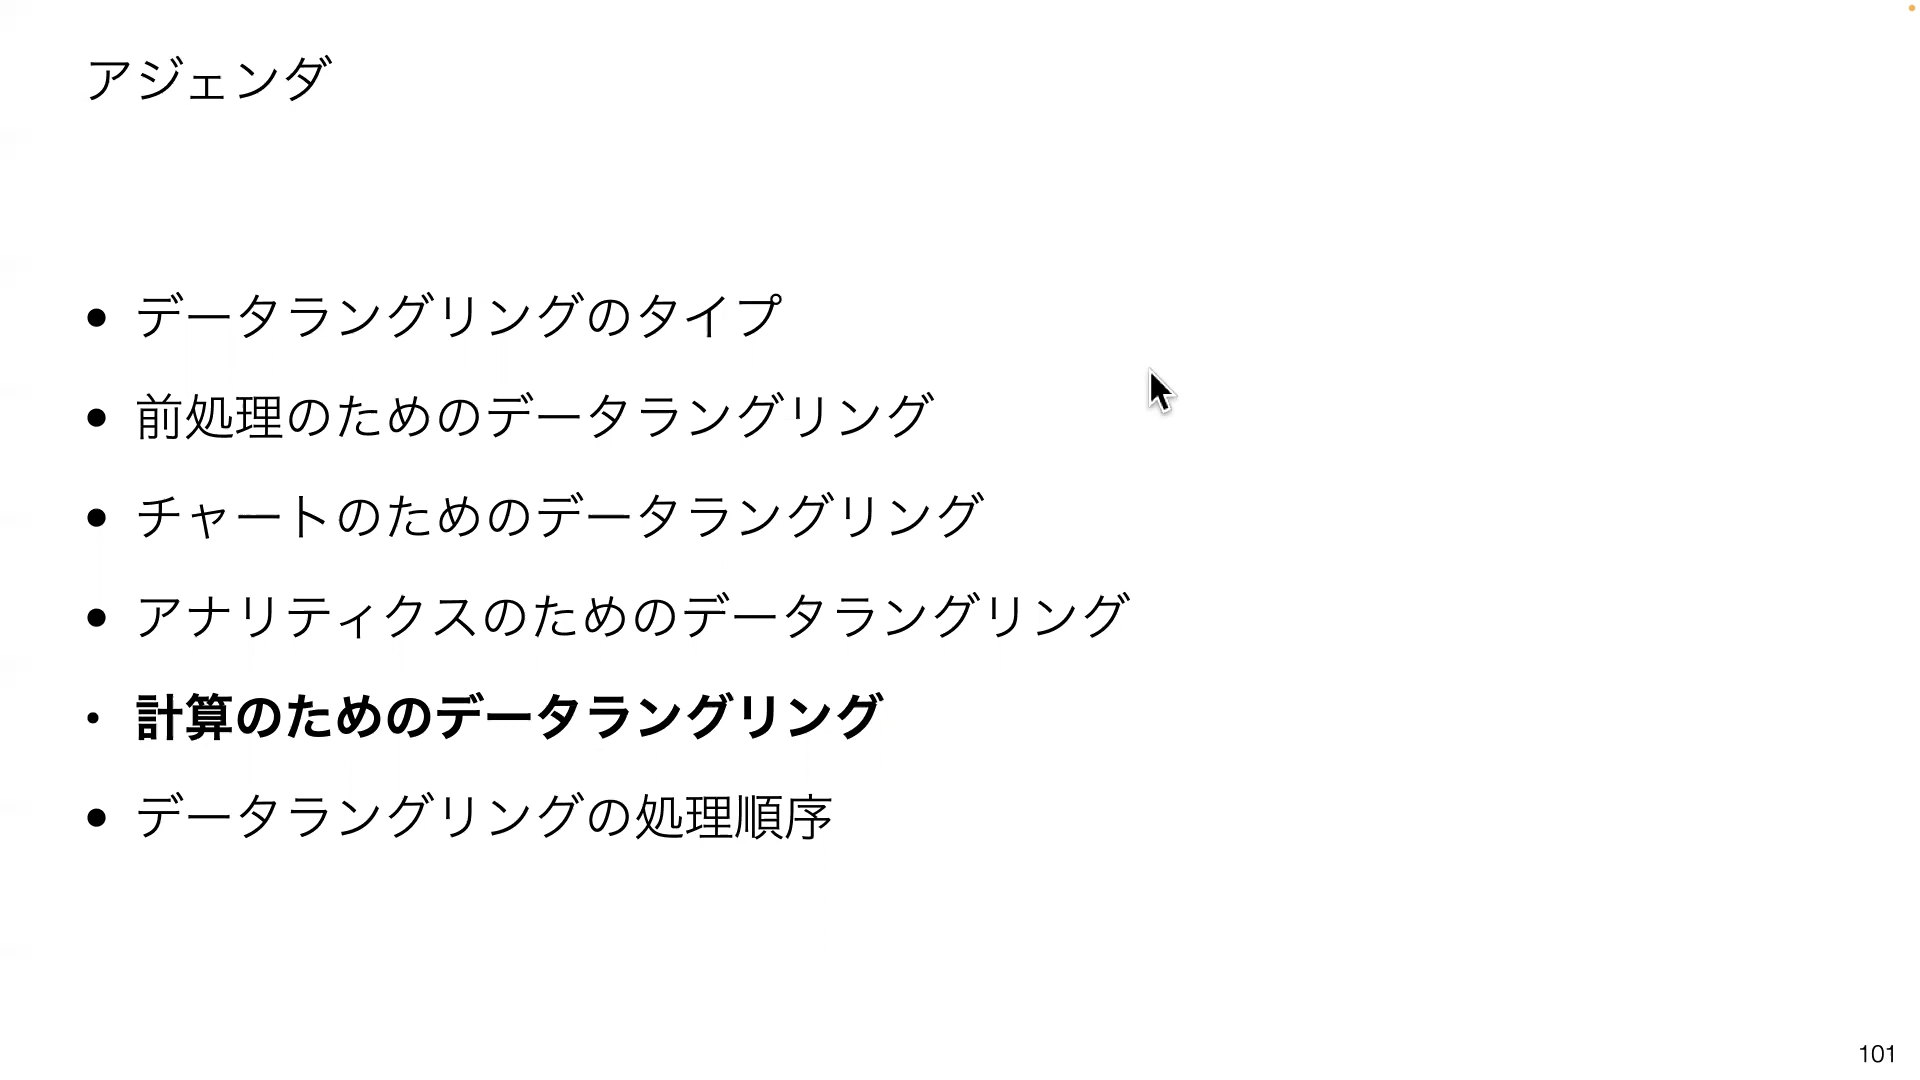 アジェンダ
• データラングリングのタイプ
• 前処理のためのデータラングリング
• チャートのためのデータラングリング
• アナリティクスのためのデータラングリング
• 計算のためのデータラングリング
• データラングリングの処理順序
101